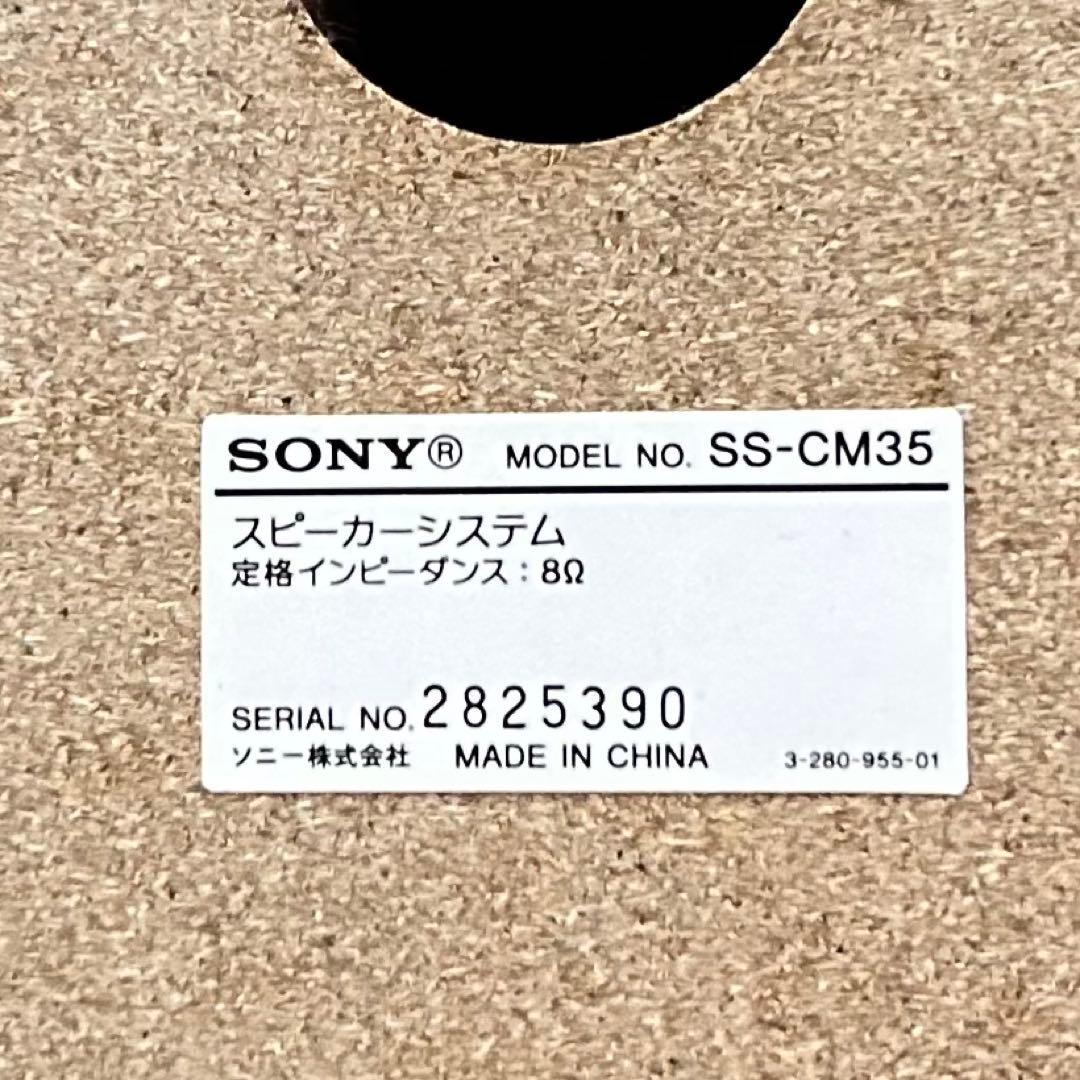 SONY® MODEL NO. SS-CM35
スピーカーシステム
定格インピーダンス：8Ω
SERIAL NO. 2825390
ソニー株式会社 MADE IN CHINA 3-280-955-01